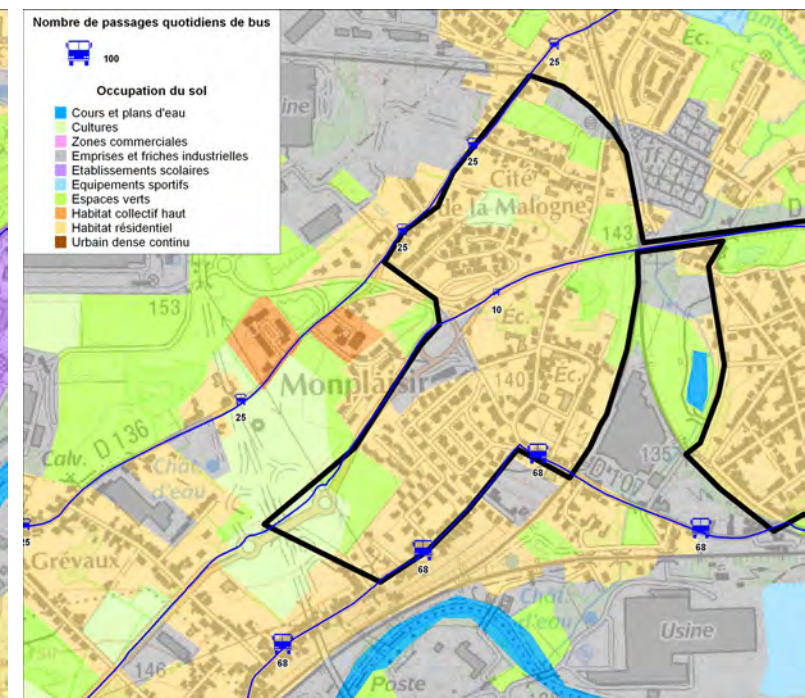 Nombre de passages quotidiens de bus
100
Occupation du sol
Cours et plans d'eau
Cultures
Zones commerciales
Emprises et friches industrielles
Etablissements scolaires
Equipements sportifs
Espaces verts
Habitat collectif haut
Habitat résidentiel
Urbain dense continu
25
Éc.
ine
25
Cité
de la Malogne
25
143
D
153
10
Éc.
Monplaisir
140
Éc.
25
D 136
Calv.
Chât.
d'eau
135
D 107
68
25
68
68
Grévaux
Chât.
d'eau
Usine
68
146
Poste